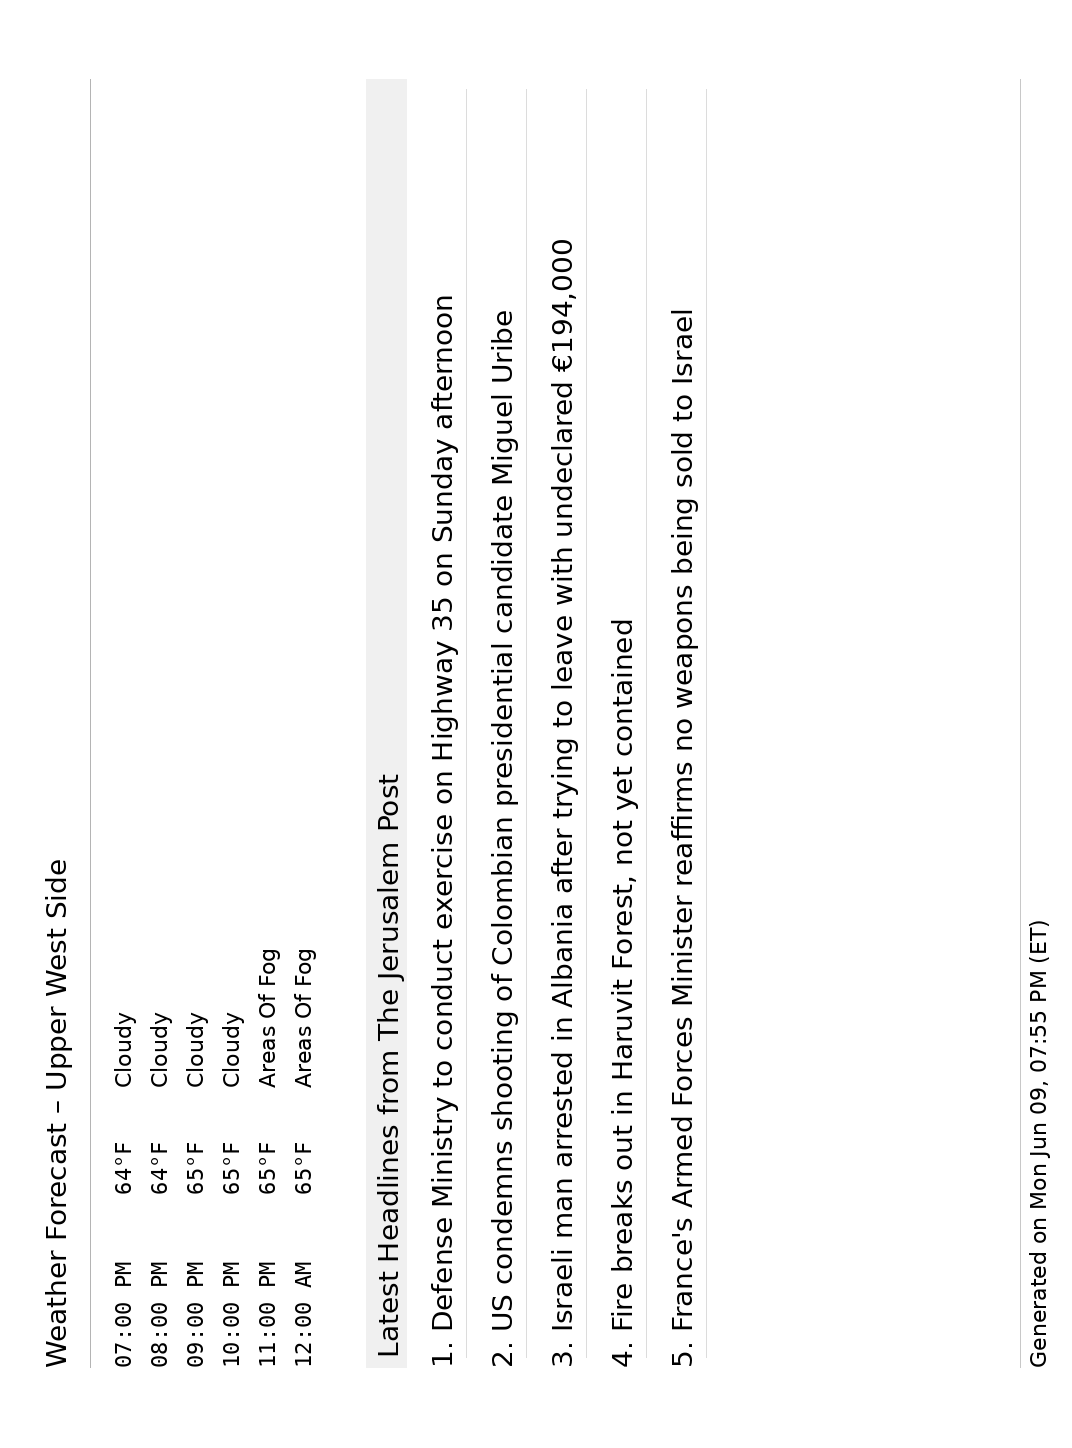 Weather Forecast – Upper West Side
07:00 PM 64°F Cloudy
08:00 PM 64°F Cloudy
09:00 PM 65°F Cloudy
10:00 PM 65°F Cloudy
11:00 PM 65°F Areas Of Fog
12:00 AM 65°F Areas Of Fog
Latest Headlines from The Jerusalem Post
1. Defense Ministry to conduct exercise on Highway 35 on Sunday afternoon
2. US condemns shooting of Colombian presidential candidate Miguel Uribe
3. Israeli man arrested in Albania after trying to leave with undeclared €194,000
4. Fire breaks out in Haruvit Forest, not yet contained
5. France's Armed Forces Minister reaffirms no weapons being sold to Israel
Generated on Mon Jun 09, 07:55 PM (ET)